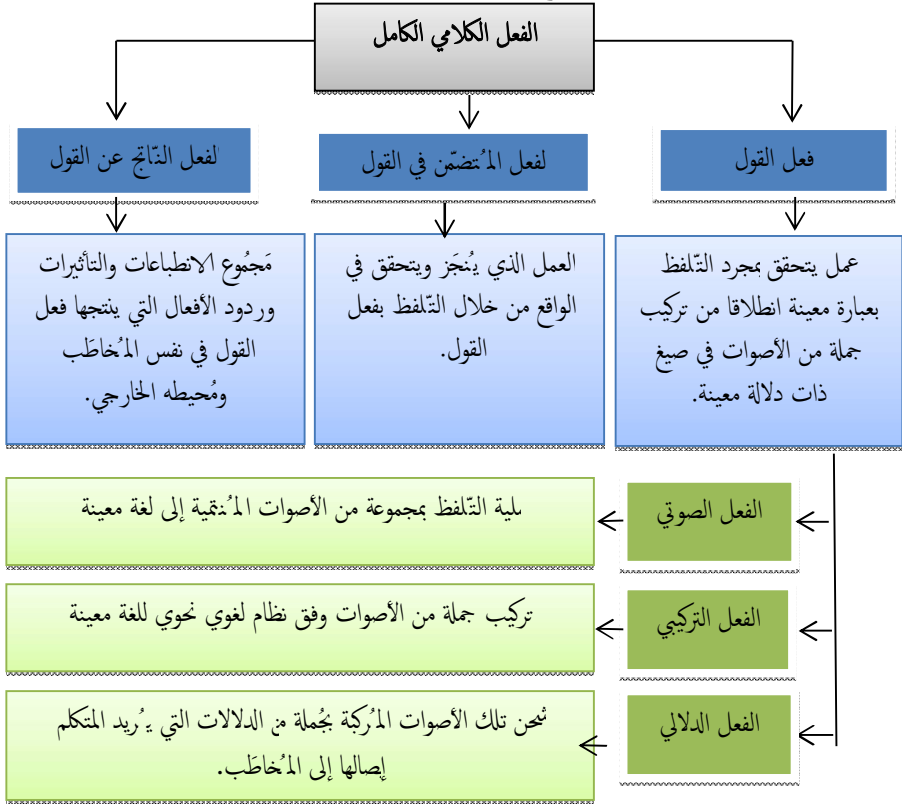 الفعل الكلامي الكامل
فعل القول
لفعل المُتضمّن في القول
لفعل النّاتج عن القول
عمل يتحقق بمجرد التّلفظ
بعبارة معينة انطلاقا من تركيب
جملة من الأصوات في صيغ
ذات دلالة معينة.
العمل الذي يُنجَز ويتحقق في
الواقع من خلال التّلفظ بفعل
القول.
مَجمُوع الانطباعات والتأثيرات
وردود الأفعال التي ينتجها فعل
القول في نفس المُخاطَب
ومُحيطه الخارجي.
الفعل الصوتي
ملية التّلفظ بمجموعة من الأصوات المُنتمية إلى لغة معينة
الفعل التركيبي
تركيب جملة من الأصوات وفق نظام لغوي نحوي للغة معينة
الفعل الدلالي
شحن تلك الأصوات المُركبة بجُملة من الدلالات التي يُريد المتكلم
إيصالها إلى المُخاطَب.